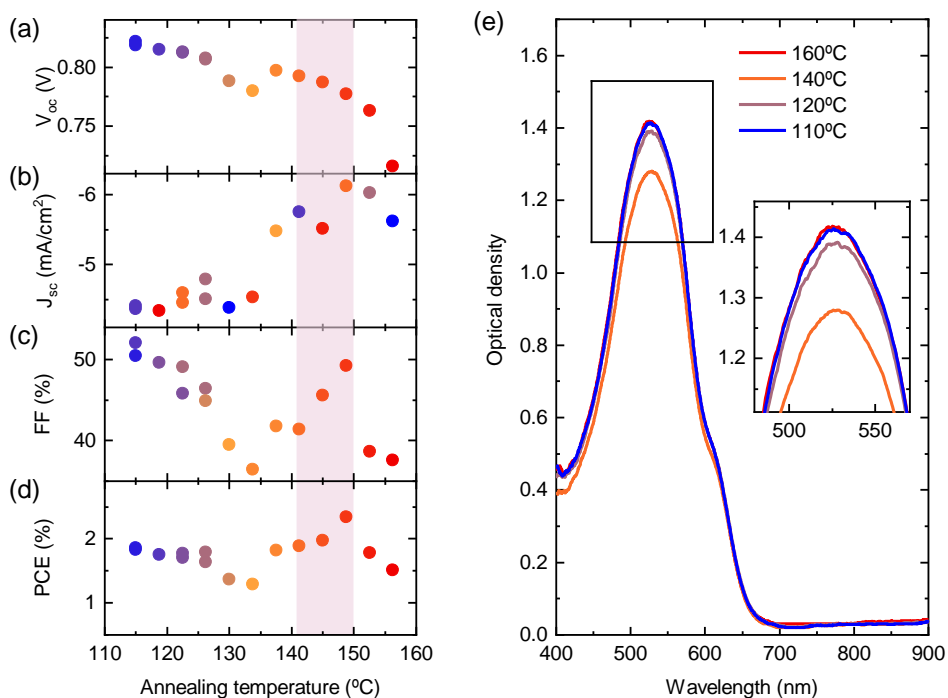 (a)
0.80
0.75
V_oc (V)
(b)
-6
-5
J_sc (mA/cm²)
(c)
50
40
FF (%)
(d)
2
1
PCE (%)
110 120 130 140 150 160
Annealing temperature (ºC)
(e)
1.6
1.4
1.2
1.0
0.8
0.6
0.4
0.2
0.0
Optical density
160ºC
140ºC
120ºC
110ºC
1.4
1.3
1.2
500 550
400 500 600 700 800 900
Wavelength (nm)